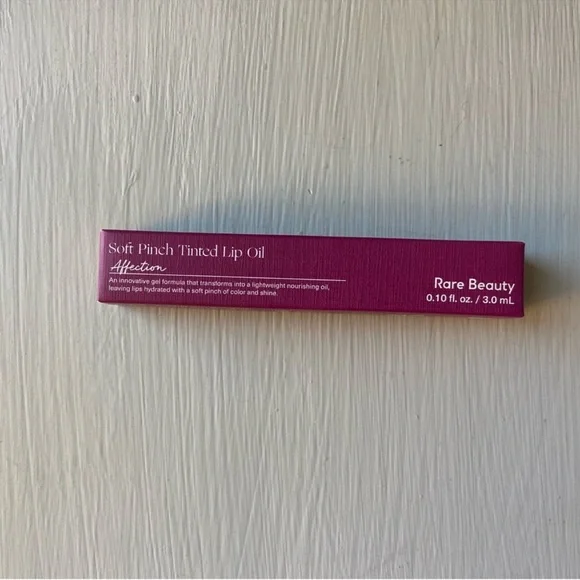 Soft Pinch Tinted Lip Oil
Affection
An innovative gel formula that transforms into a lightweight nourishing oil,
leaving lips hydrated with a soft pinch of color and shine.
Rare Beauty
0.10 fl. oz. / 3.0 mL